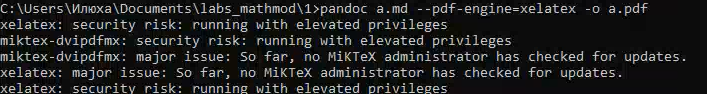 C:\Users\Илюха\Documents\labs_mathmod\1>pandoc a.md --pdf-engine=xelatex -o a.pdf
xelatex: security risk: running with elevated privileges
miktex-dvipdfmx: security risk: running with elevated privileges
miktex-dvipdfmx: major issue: So far, no MiKTeX administrator has checked for updates.
xelatex: major issue: So far, no MiKTeX administrator has checked for updates.
xelatex: security risk: running with elevated privileges